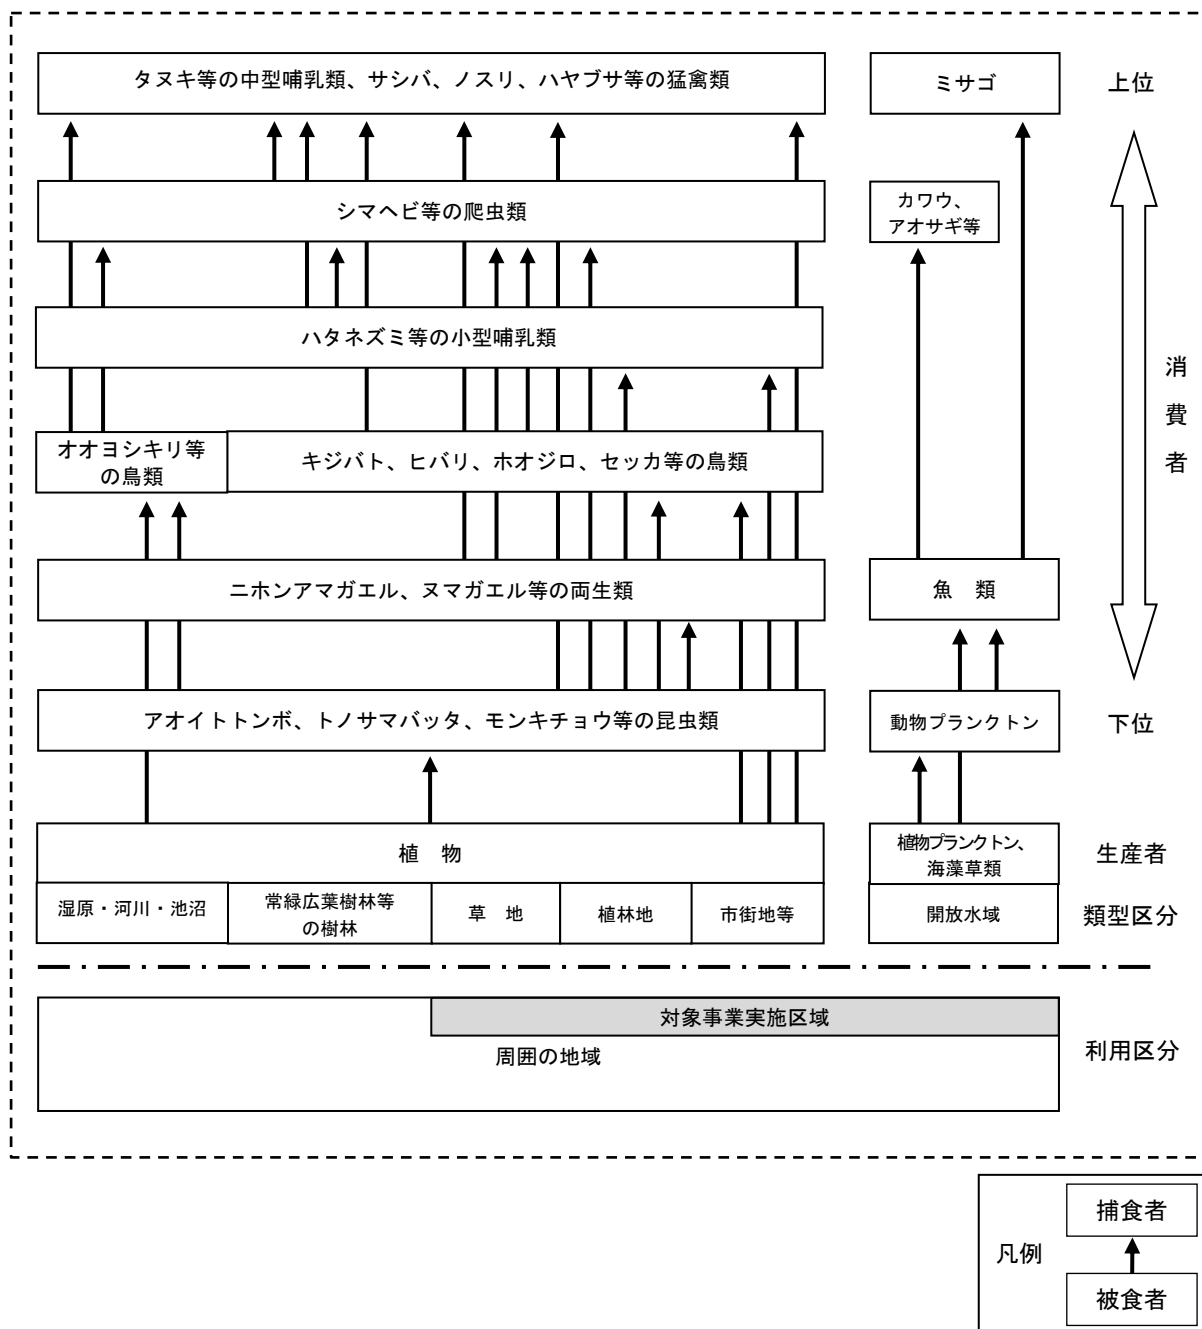 タヌキ等の中型哺乳類、サシバ、ノスリ、ハヤブサ等の猛禽類
ミサゴ
上位
シマヘビ等の爬虫類
カワウ、
アオサギ等
ハタネズミ等の小型哺乳類
消費者
オオヨシキリ等
の鳥類
キジバト、ヒバリ、ホオジロ、セッカ等の鳥類
ニホンアマガエル、ヌマガエル等の両生類
魚　類
アオイトトンボ、トノサマバッタ、モンキチョウ等の昆虫類
動物プランクトン
下位
植　物
植物プランクトン、
海藻草類
生産者
湿原・河川・池沼
常緑広葉樹林等
の樹林
草　地
植林地
市街地等
開放水域
類型区分
対象事業実施区域
周囲の地域
利用区分
凡例
捕食者
被食者